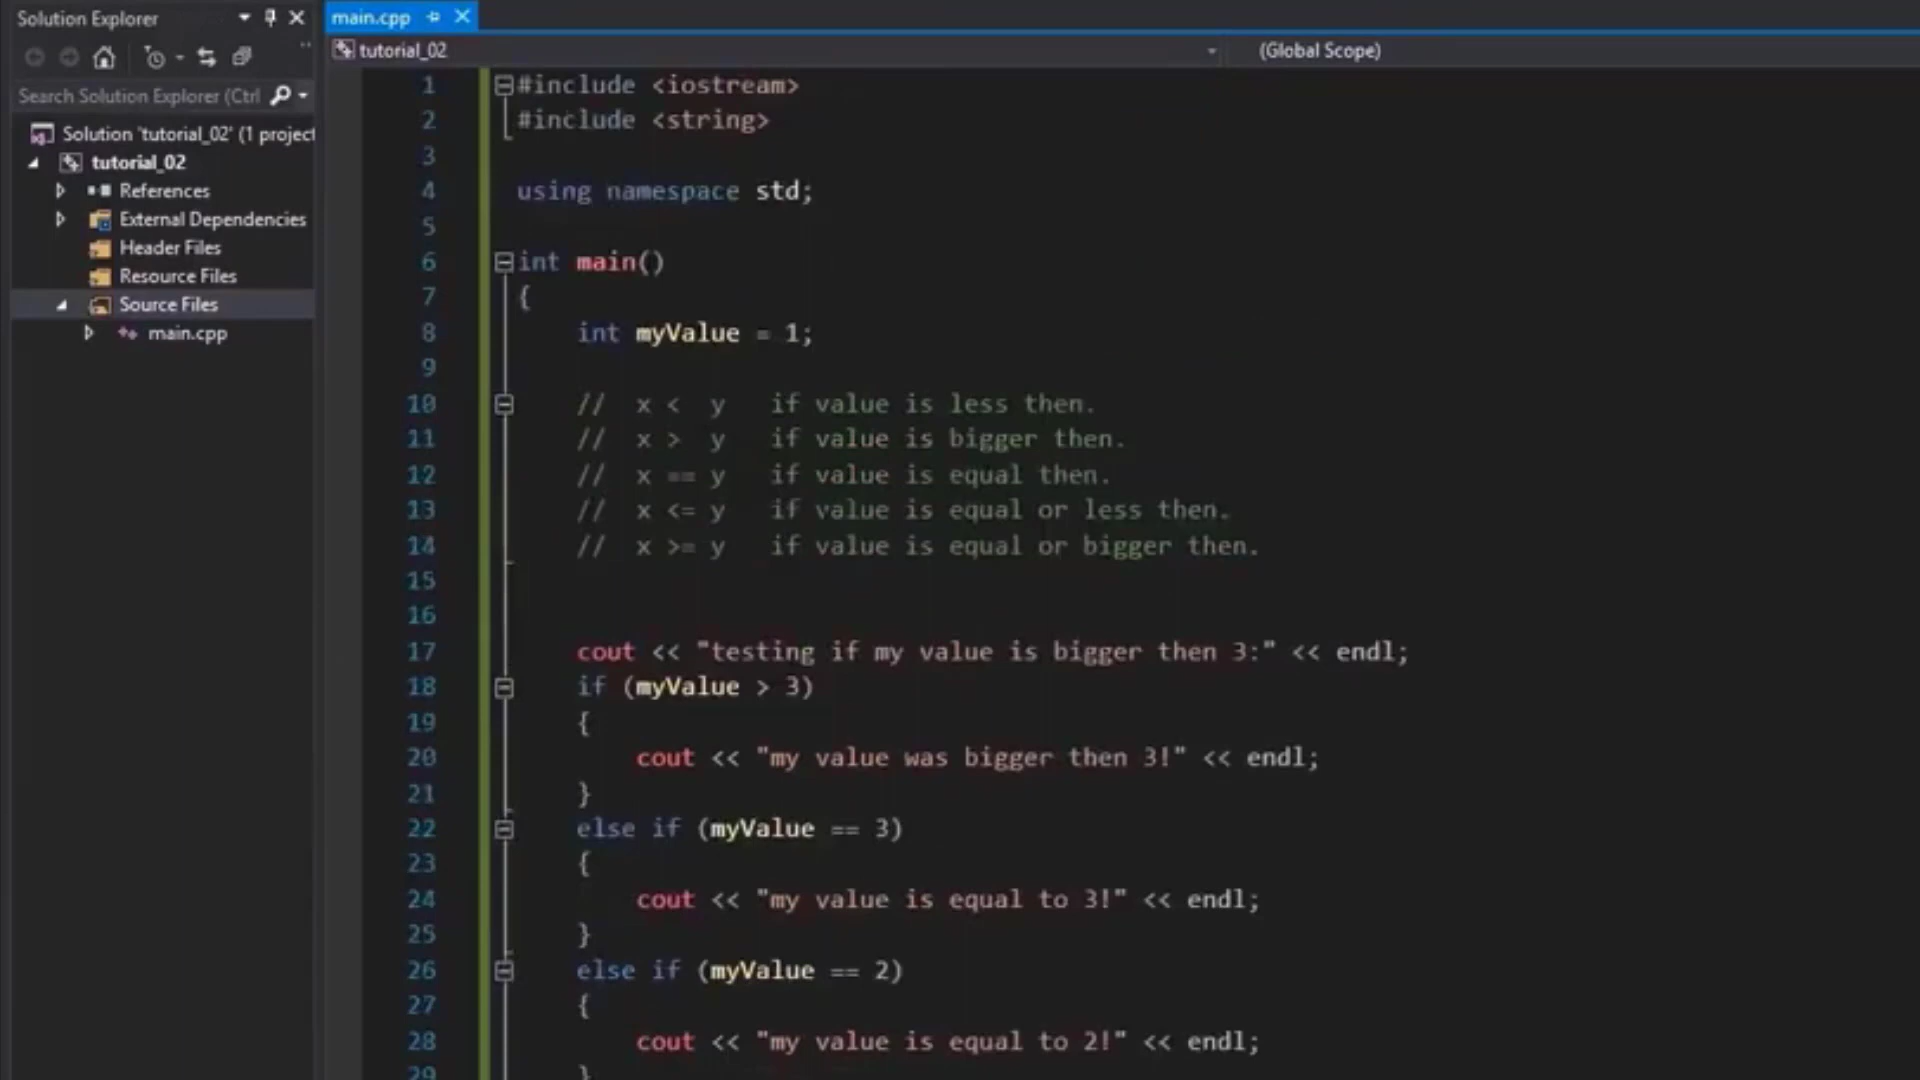 Solution Explorer
Search Solution Explorer (Ctrl
Solution 'tutorial_02' (1 project
tutorial_02
References
External Dependencies
Header Files
Resource Files
Source Files
main.cpp
main.cpp
tutorial_02
(Global Scope)
1 #include <iostream>
2 #include <string>
3
4 using namespace std;
5
6 int main()
7 {
8 int myValue = 1;
9
10 // x < y if value is less then.
11 // x > y if value is bigger then.
12 // x == y if value is equal then.
13 // x <= y if value is equal or less then.
14 // x >= y if value is equal or bigger then.
15
16
17 cout << "testing if my value is bigger then 3:" << endl;
18 if (myValue > 3)
19 {
20 cout << "my value was bigger then 3!" << endl;
21 }
22 else if (myValue == 3)
23 {
24 cout << "my value is equal to 3!" << endl;
25 }
26 else if (myValue == 2)
27 {
28 cout << "my value is equal to 2!" << endl;
29 }